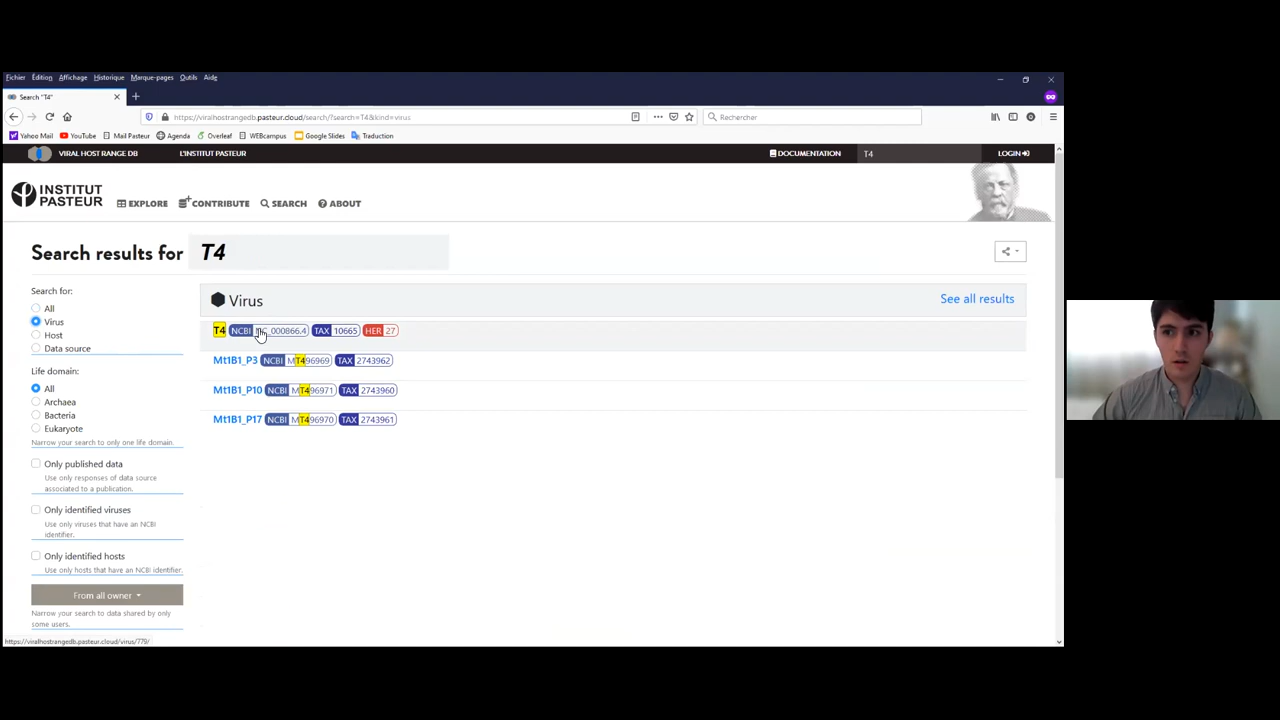 Fichier Édition Affichage Historique Marque-pages Outils Aide
Search "T4"
https://viralhostrangedb.pasteur.cloud/search/?search=T4&kind=virus
Rechercher
Yahoo Mail YouTube Mail Pasteur Agenda Overleaf WEBcampus Google Slides Traduction
VIRAL HOST RANGE DB L'INSTITUT PASTEUR DOCUMENTATION T4 LOGIN
INSTITUT PASTEUR
EXPLORE CONTRIBUTE SEARCH ABOUT
Search results for T4
Search for:
All
Virus
Host
Data source
Life domain:
All
Archaea
Bacteria
Eukaryote
Narrow your search to only one life domain.
Only published data
Use only responses of data source
associated to a publication.
Only identified viruses
Use only viruses that have an NCBI
identifier.
Only identified hosts
Use only hosts that have an NCBI identifier.
From all owner
Narrow your search to data shared by only
some users.
Virus See all results
T4 NCBI 000866.4 TAX 10665 HER 27
Mt1B1_P3 NCBI MT496969 TAX 2743962
Mt1B1_P10 NCBI MT496971 TAX 2743960
Mt1B1_P17 NCBI MT496970 TAX 2743961
https://viralhostrangedb.pasteur.cloud/virus/779/